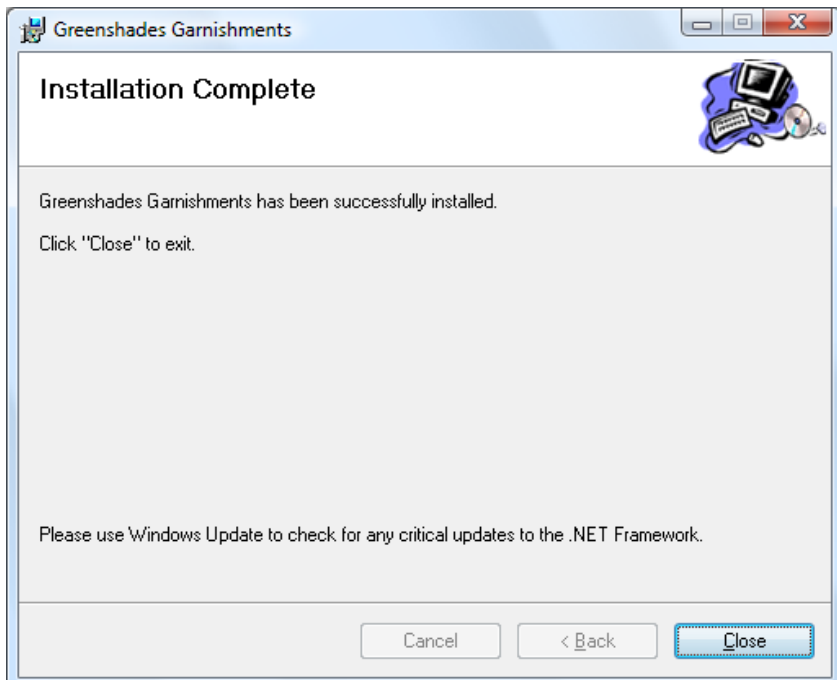 Greenshades Garnishments
Installation Complete
Greenshades Garnishments has been successfully installed.
Click "Close" to exit.
Please use Windows Update to check for any critical updates to the .NET Framework.
Cancel
< Back
Close